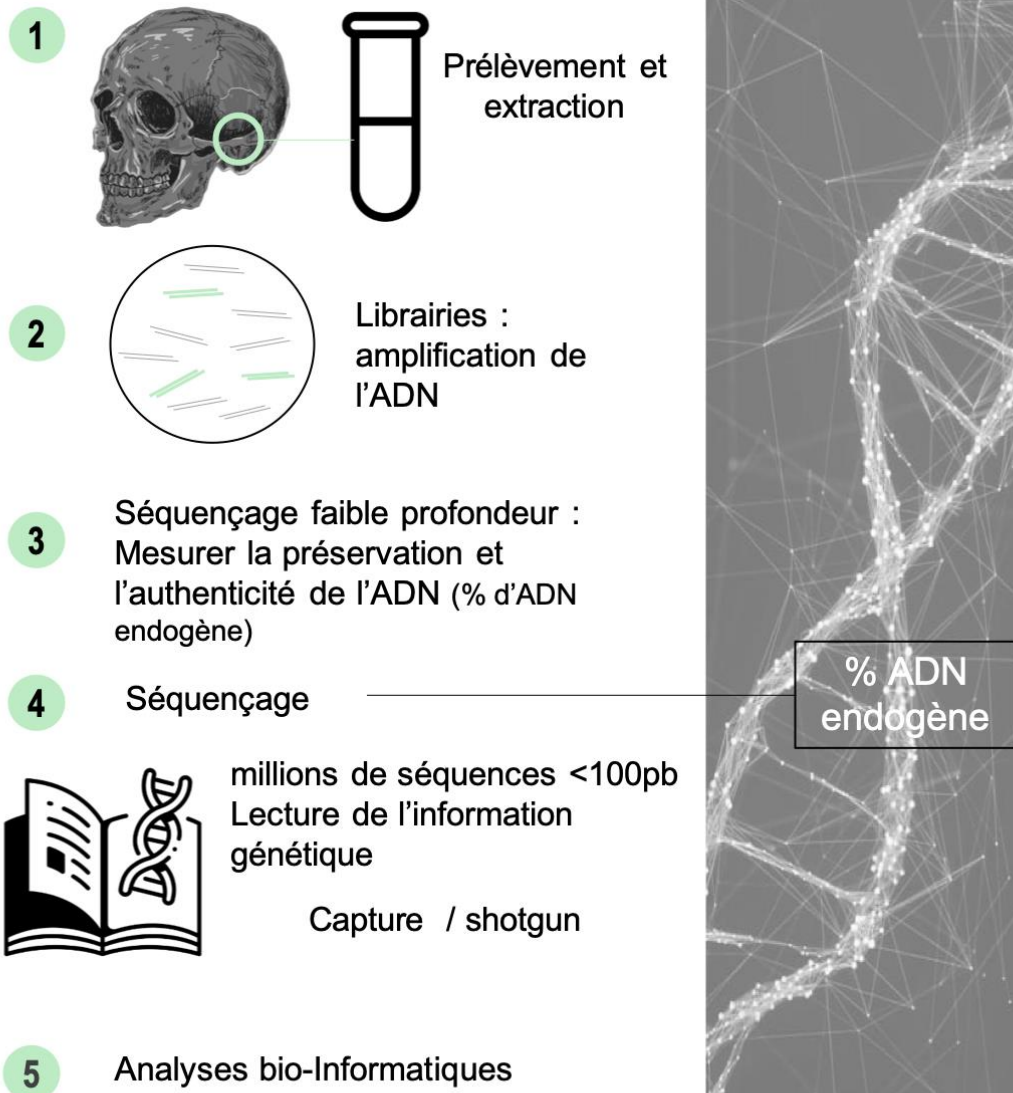 1
Prélèvement et
extraction
2
Librairies :
amplification de
l’ADN
3
Séquençage faible profondeur :
Mesurer la préservation et
l’authenticité de l’ADN (% d’ADN
endogène)
4
Séquençage
% ADN
endogène
millions de séquences <100pb
Lecture de l’information
génétique
Capture / shotgun
5
Analyses bio-Informatiques